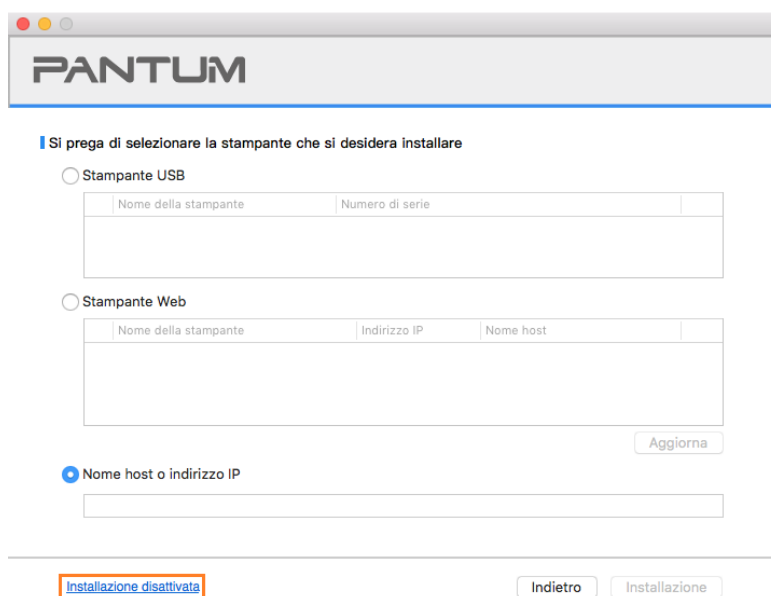 PANTUM
Si prega di selezionare la stampante che si desidera installare
Stampante USB
Nome della stampante Numero di serie
Stampante Web
Nome della stampante Indirizzo IP Nome host
Aggiorna
Nome host o indirizzo IP
Installazione disattivata Indietro Installazione